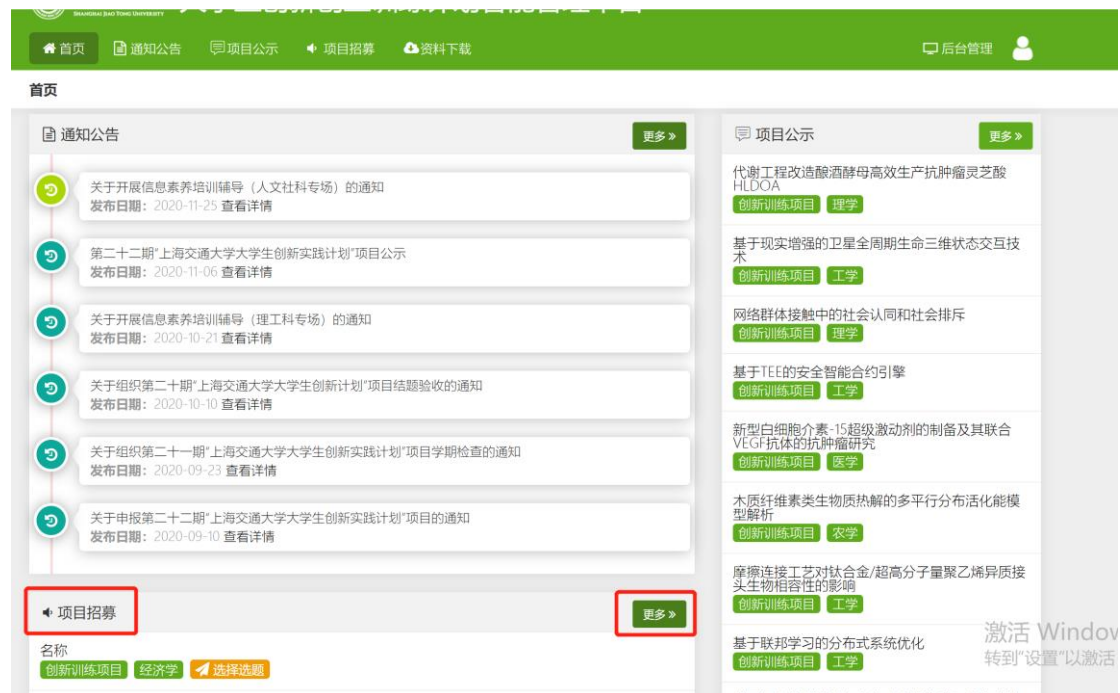 SHANGHAI JIAO TONG UNIVERSITY
首页 通知公告 项目公示 项目招募 资料下载 后台管理
首页
通知公告 更多 »
关于开展信息素养培训辅导（人文社科专场）的通知
发布日期：2020-11-25 查看详情
第二十二期“上海交通大学大学生创新实践计划”项目公示
发布日期：2020-11-06 查看详情
关于开展信息素养培训辅导（理工科专场）的通知
发布日期：2020-10-21 查看详情
关于组织第二十期“上海交通大学大学生创新计划”项目结题验收的通知
发布日期：2020-10-10 查看详情
关于组织第二十一期“上海交通大学大学生创新实践计划”项目学期检查的通知
发布日期：2020-09-23 查看详情
关于申报第二十二期“上海交通大学大学生创新实践计划”项目的通知
发布日期：2020-09-10 查看详情
项目招募 更多 »
名称
创新训练项目 经济学 选择选题
项目公示 更多 »
代谢工程改造酿酒酵母高效生产抗肿瘤灵芝酸
HLDOA
创新训练项目 理学
基于现实增强的卫星全周期生命三维状态交互技
术
创新训练项目 工学
网络群体接触中的社会认同和社会排斥
创新训练项目 理学
基于TEE的安全智能合约引擎
创新训练项目 工学
新型白细胞介素-15超级激动剂的制备及其联合
VEGF抗体的抗肿瘤研究
创新训练项目 医学
木质纤维素类生物质热解的多平行分布活化能模
型解析
创新训练项目 农学
摩擦连接工艺对钛合金/超高分子量聚乙烯异质接
头生物相容性的影响
创新训练项目 工学
基于联邦学习的分布式系统优化
创新训练项目 工学
激活 Window
转到“设置”以激活